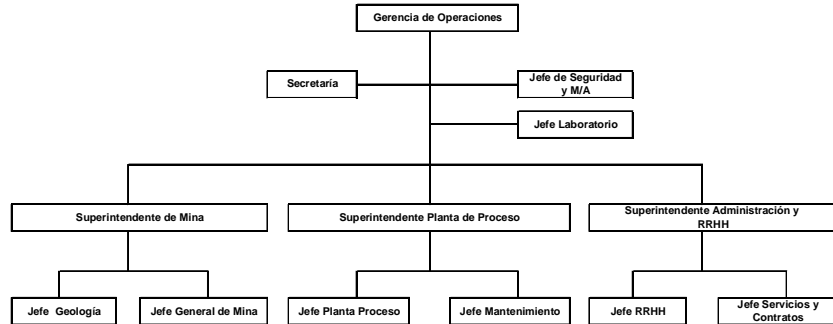 Gerencia de Operaciones
Secretaría
Jefe de Seguridad
y M/A
Jefe Laboratorio
Superintendente de Mina
Superintendente Planta de Proceso
Superintendente Administración y
RRHH
Jefe Geología
Jefe General de Mina
Jefe Planta Proceso
Jefe Mantenimiento
Jefe RRHH
Jefe Servicios y
Contratos